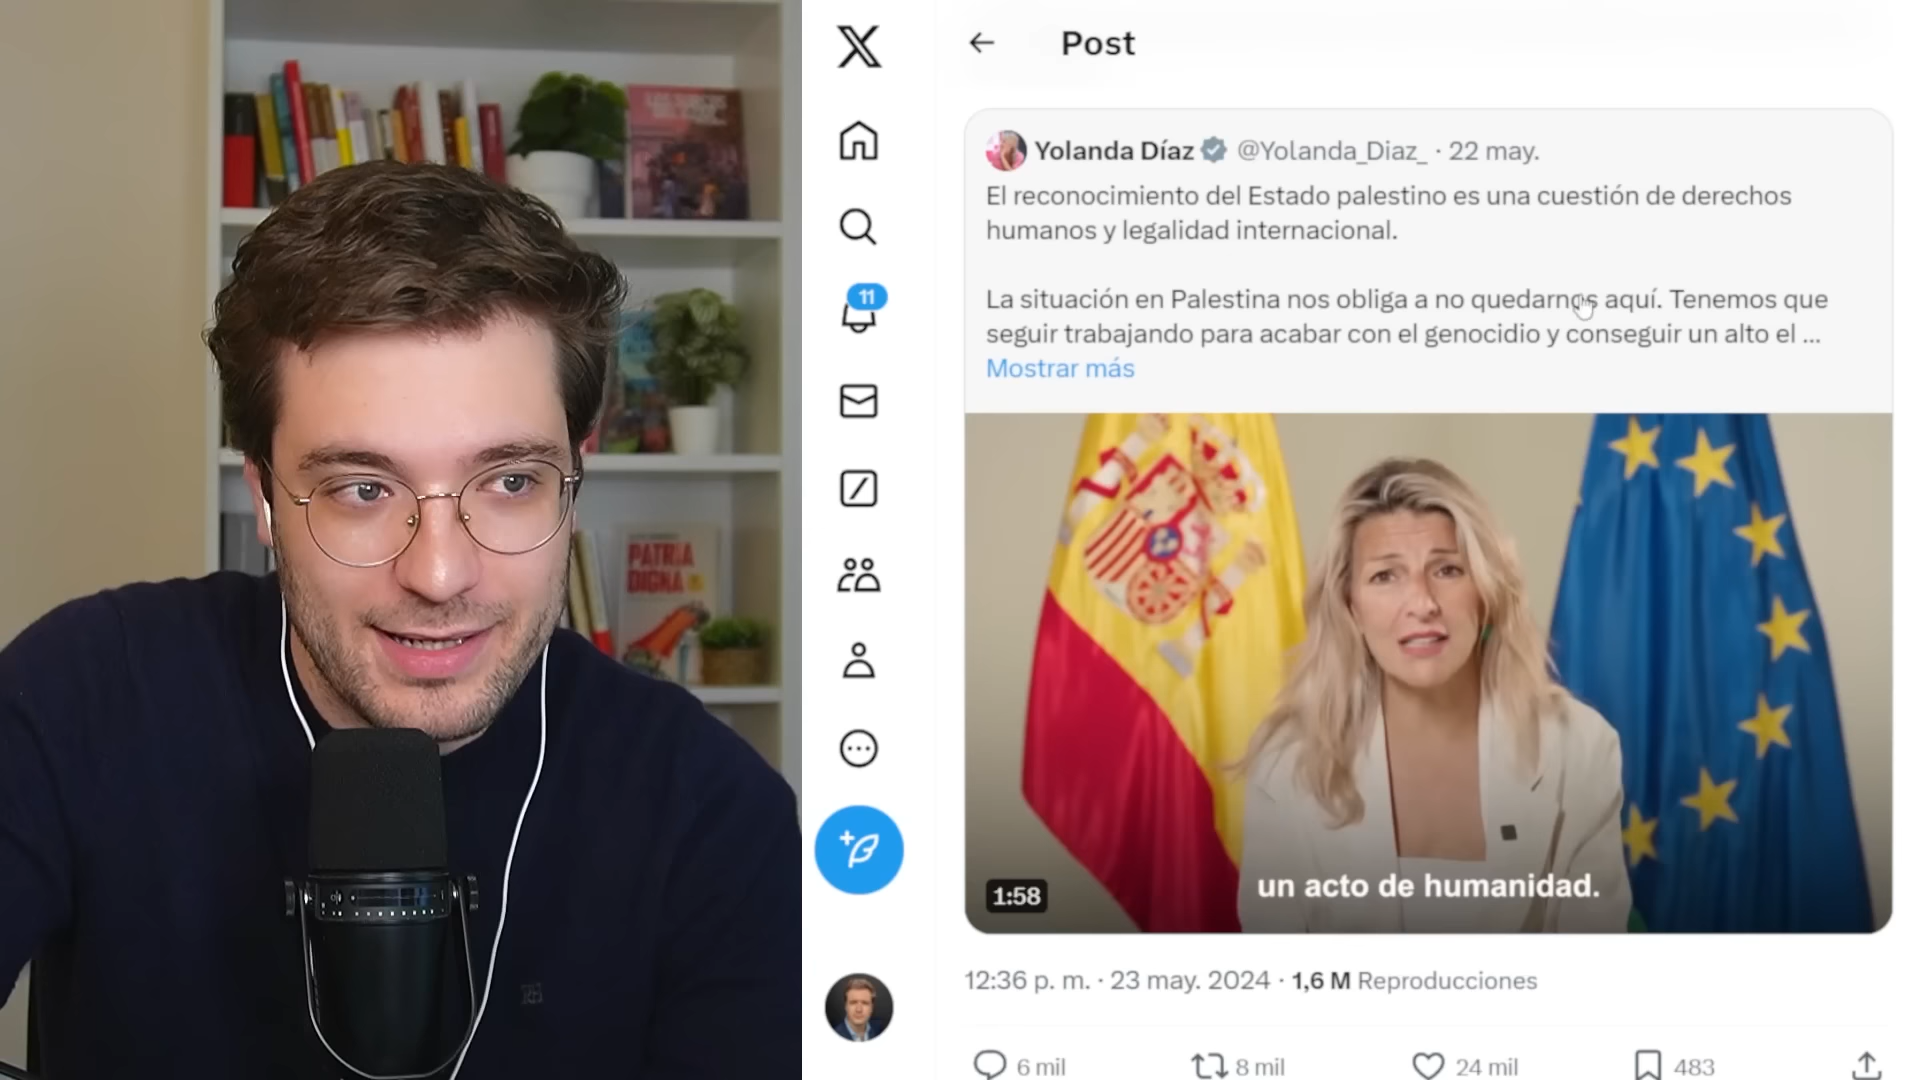 Post
Yolanda Díaz @Yolanda_Diaz_ · 22 may.
El reconocimiento del Estado palestino es una cuestión de derechos
humanos y legalidad internacional.
La situación en Palestina nos obliga a no quedarnos aquí. Tenemos que
seguir trabajando para acabar con el genocidio y conseguir un alto el ...
Mostrar más
un acto de humanidad.
1:58
12:36 p. m. · 23 may. 2024 · 1,6 M Reproducciones
6 mil
8 mil
24 mil
483
11
PATRIA
DIGNA